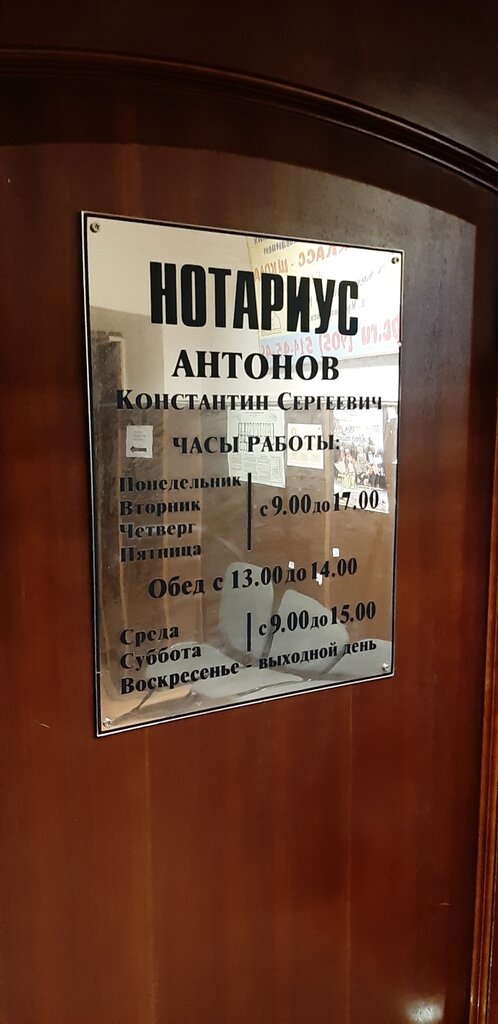 НОТАРИУС
АНТОНОВ
КОНСТАНТИН СЕРГЕЕВИЧ
ЧАСЫ РАБОТЫ:
Понедельник
Вторник
Четверг
Пятница
с 9.00 до 17.00
Обед с 13.00 до 14.00
Среда
Суббота
с 9.00 до 15.00
Воскресенье - выходной день